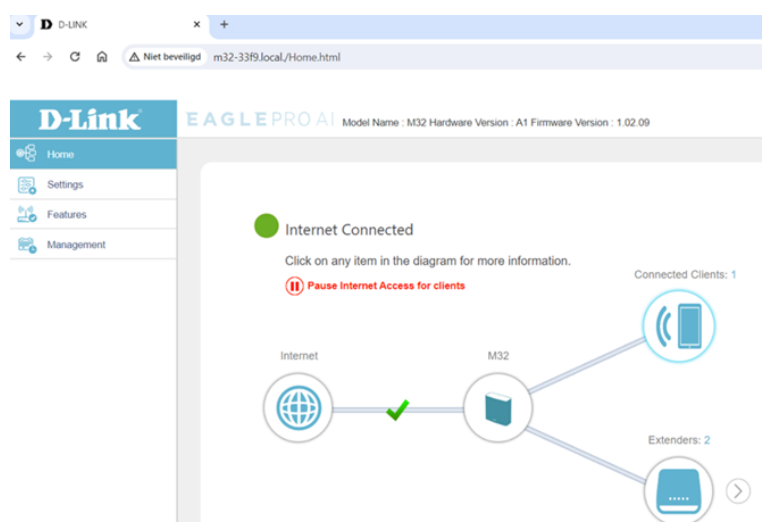 D-LINK
Niet beveiligd m32-33f9.local./Home.html
D-Link
EAGLE PRO AI Model Name : M32 Hardware Version : A1 Firmware Version : 1.02.09
Home
Settings
Features
Management
Internet Connected
Click on any item in the diagram for more information.
Pause Internet Access for clients
Connected Clients: 1
Internet
M32
Extenders: 2